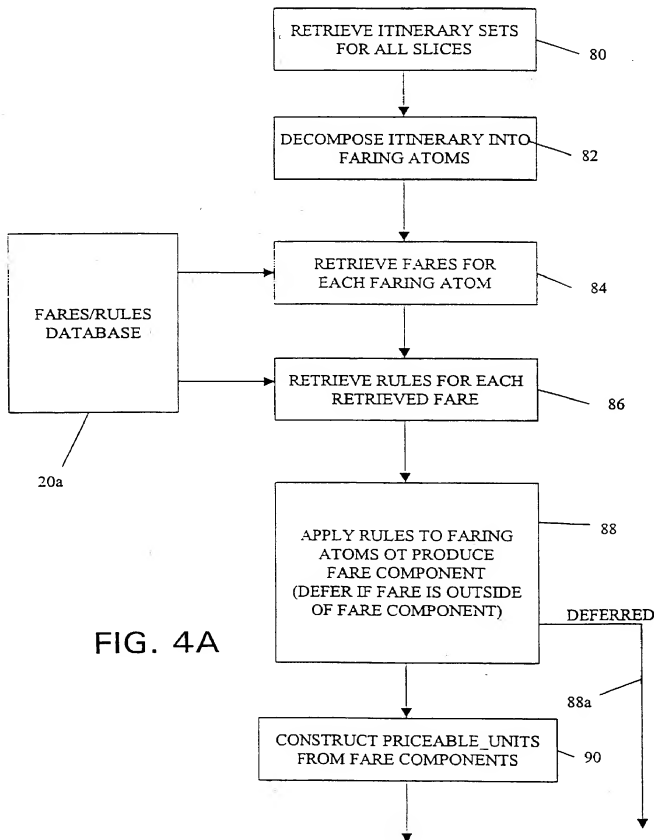 RETRIEVE ITINERARY SETS
FOR ALL SLICES
80
DECOMPOSE ITINERARY INTO
FARING ATOMS
82
FARES/RULES
DATABASE
20a
RETRIEVE FARES FOR
EACH FARING ATOM
84
RETRIEVE RULES FOR EACH
RETRIEVED FARE
86
APPLY RULES TO FARING
ATOMS OT PRODUCE
FARE COMPONENT
(DEFER IF FARE IS OUTSIDE
OF FARE COMPONENT)
88
DEFERRED
88a
FIG. 4A
CONSTRUCT PRICEABLE_UNITS
FROM FARE COMPONENTS
90